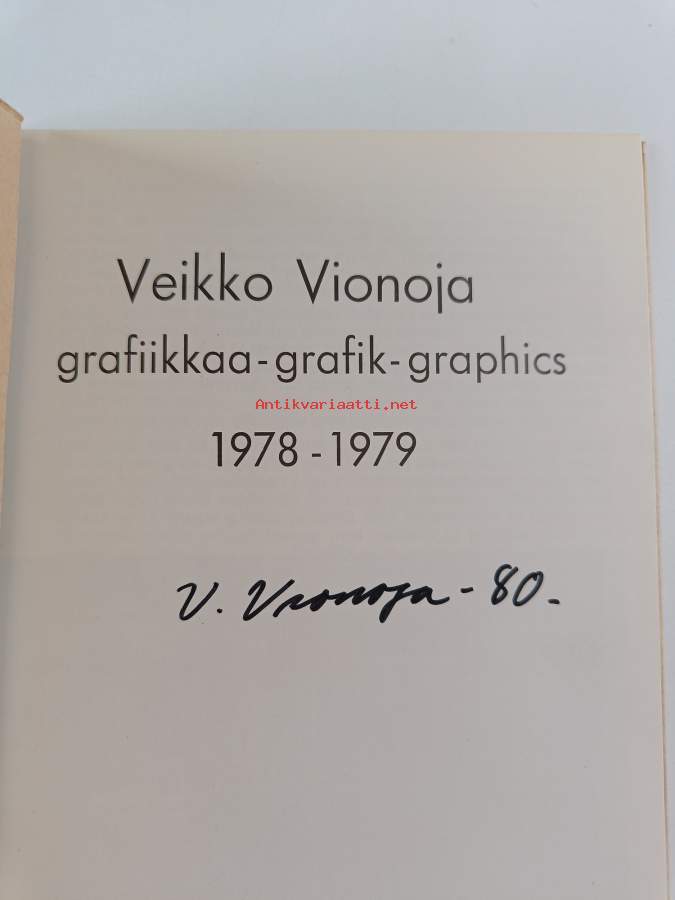 Veikko Vionoja
grafiikkaa-grafik-graphics
Antikvariaatti.net
1978-1979
V. Vionoja -80.